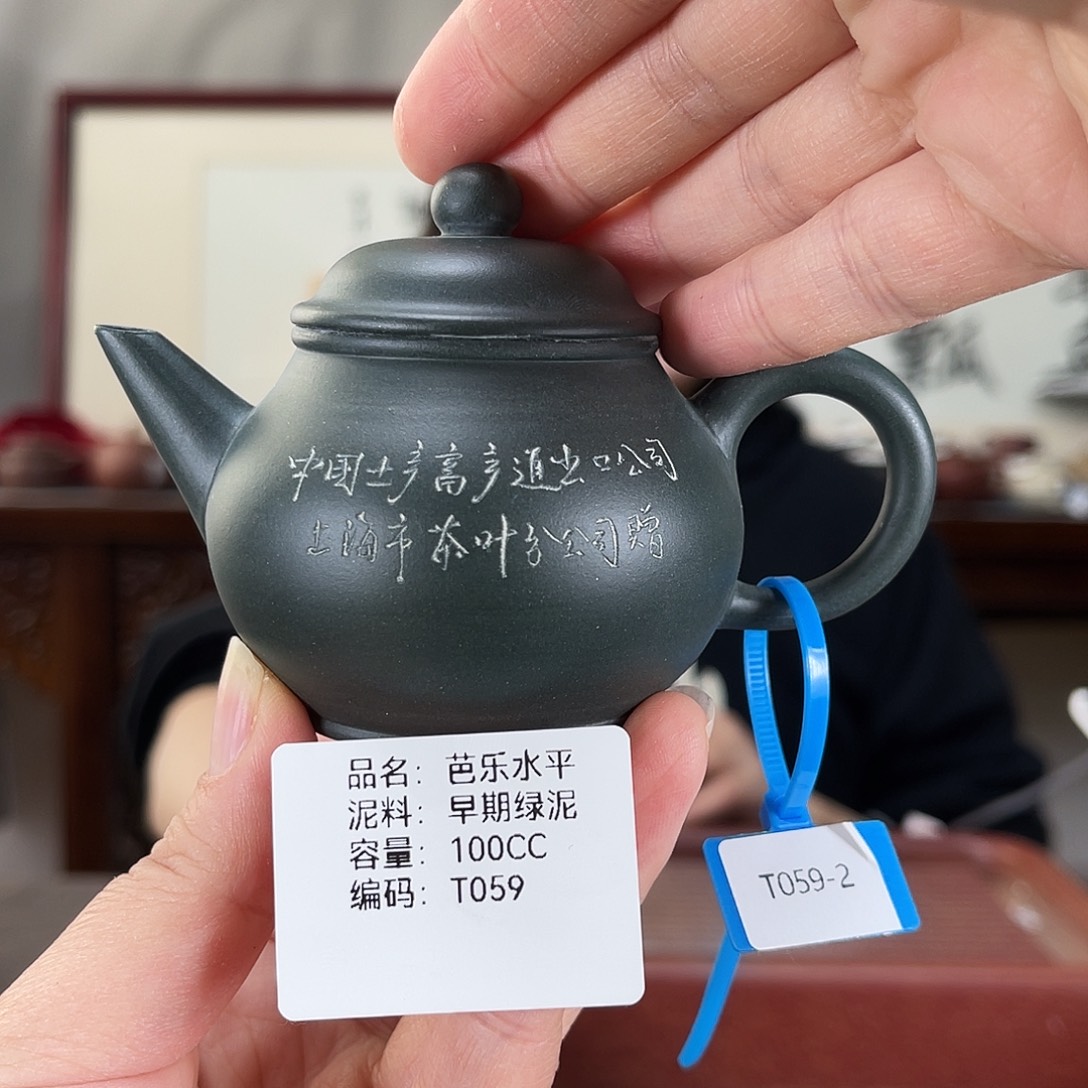 中国土产畜产进出口公司
上海市茶叶分公司赠
品名：芭乐水平
泥料：早期绿泥
容量：100CC
编码：T059
T059-2